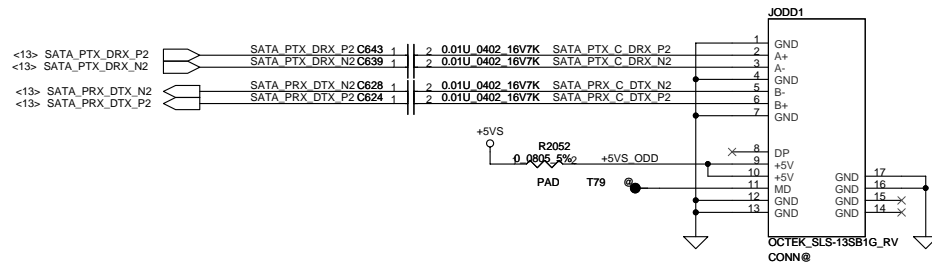 JODD1
<13> SATA_PTX_DRX_P2 SATA_PTX_DRX_P2 C643 1 2 0.01U_0402_16V7K SATA_PTX_C_DRX_P2
<13> SATA_PTX_DRX_N2 SATA_PTX_DRX_N2 C639 1 2 0.01U_0402_16V7K SATA_PTX_C_DRX_N2
<13> SATA_PRX_DTX_N2 SATA_PRX_DTX_N2 C628 1 2 0.01U_0402_16V7K SATA_PRX_C_DTX_N2
<13> SATA_PRX_DTX_P2 SATA_PRX_DTX_P2 C624 1 2 0.01U_0402_16V7K SATA_PRX_C_DTX_P2
1 GND
2 A+
3 A-
4 GND
5 B-
6 B+
7 GND
+5VS
R2052
1 0_0805_5% 2 +5VS_ODD
PAD T79 @
8 DP
9 +5V
10 +5V
11 MD
12 GND
13 GND
GND 17
GND 16
GND 15
GND 14
OCTEK_SLS-13SB1G_RV
CONN@